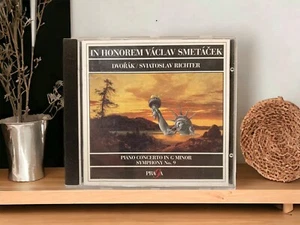 IN HONOREM VÁCLAV SMETÁČEK
DVOŘÁK / SVIATOSLAV RICHTER
PIANO CONCERTO IN G MINOR
SYMPHONY No. 9
PRAGA